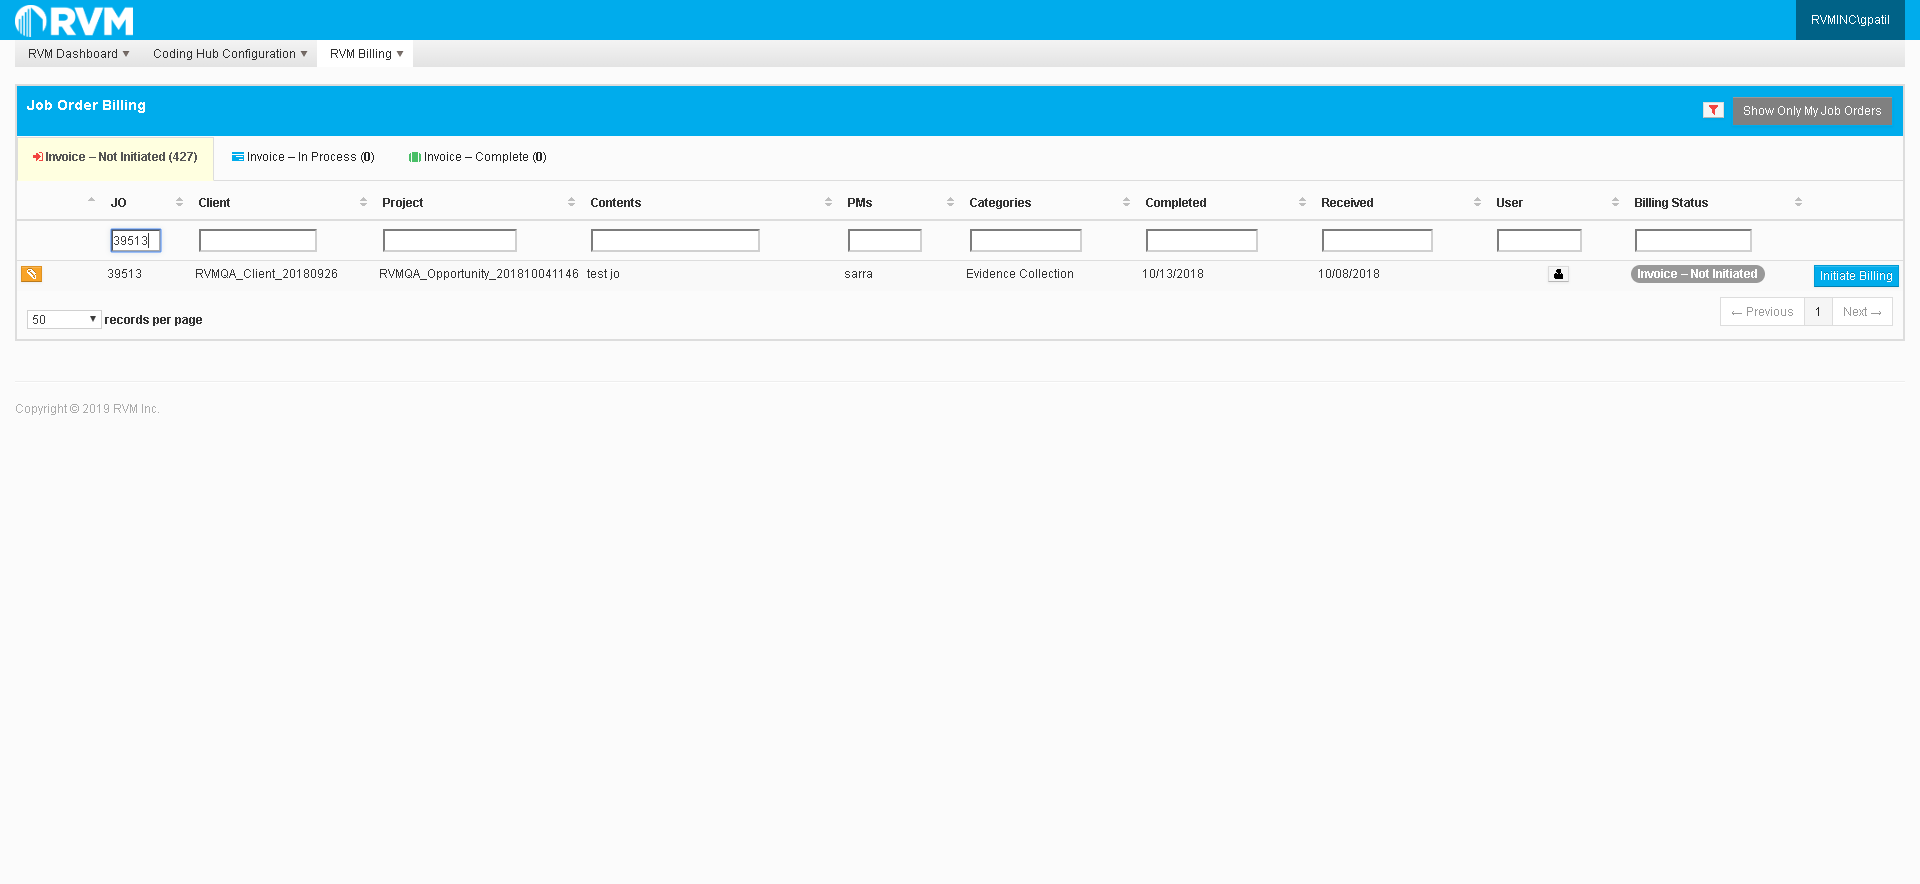 RVM
RVMINC\gpatil
RVM Dashboard Coding Hub Configuration RVM Billing
Job Order Billing
Show Only My Job Orders
Invoice – Not Initiated (427) Invoice – In Process (0) Invoice – Complete (0)
JO Client Project Contents PMs Categories Completed Received User Billing Status
39513
39513 RVMQA_Client_20180926 RVMQA_Opportunity_201810041146 test jo sarra Evidence Collection 10/13/2018 10/08/2018 Invoice – Not Initiated Initiate Billing
50 records per page
← Previous 1 Next →
Copyright © 2019 RVM Inc.